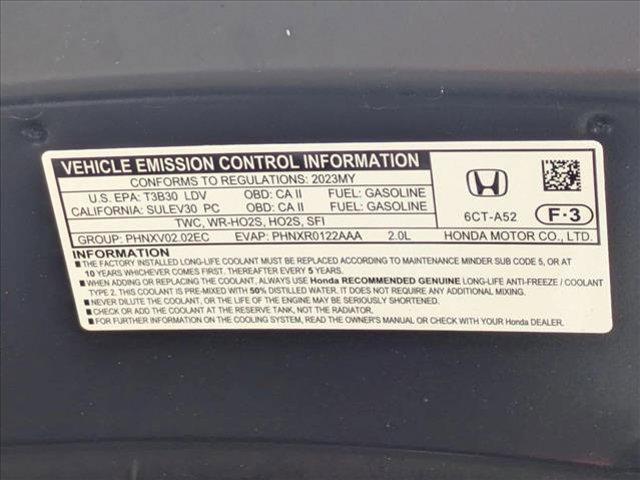 VEHICLE EMISSION CONTROL INFORMATION
CONFORMS TO REGULATIONS: 2023MY
U.S. EPA: T3B30 LDV OBD: CA II FUEL: GASOLINE
CALIFORNIA: SULEV30 PC OBD: CA II FUEL: GASOLINE
TWC, WR-HO2S, HO2S, SFI
GROUP: PHNXV02.02EC EVAP: PHNXR0122AAA 2.0L
6CT-A52 F-3
HONDA MOTOR CO., LTD.
INFORMATION
■ THE FACTORY INSTALLED LONG-LIFE COOLANT MUST REPLACED ACCORDING TO MAINTENANCE MINDER SUB CODE 5, OR AT
10 YEARS WHICHEVER COMES FIRST. THEREAFTER EVERY 5 YEARS.
■ WHEN ADDING OR REPLACING THE COOLANT, ALWAYS USE Honda RECOMMENDED GENUINE LONG-LIFE ANTI-FREEZE / COOLANT
TYPE 2. THIS COOLANT IS PRE-MIXED WITH 50% DISTILLED WATER AND DOES NOT REQUIRE ANY ADDITIONAL MIXING.
■ NEVER DILUTE THE COOLANT, OR THE LIFE OF THE ENGINE MAY BE SERIOUSLY SHORTENED.
■ CHECK OR ADD THE COOLANT AT THE RESERVE TANK, NOT THE RADIATOR.
■ FOR FURTHER INFORMATION ON THE COOLING SYSTEM, READ THE OWNER'S MANUAL OR CHECK WITH YOUR Honda DEALER.